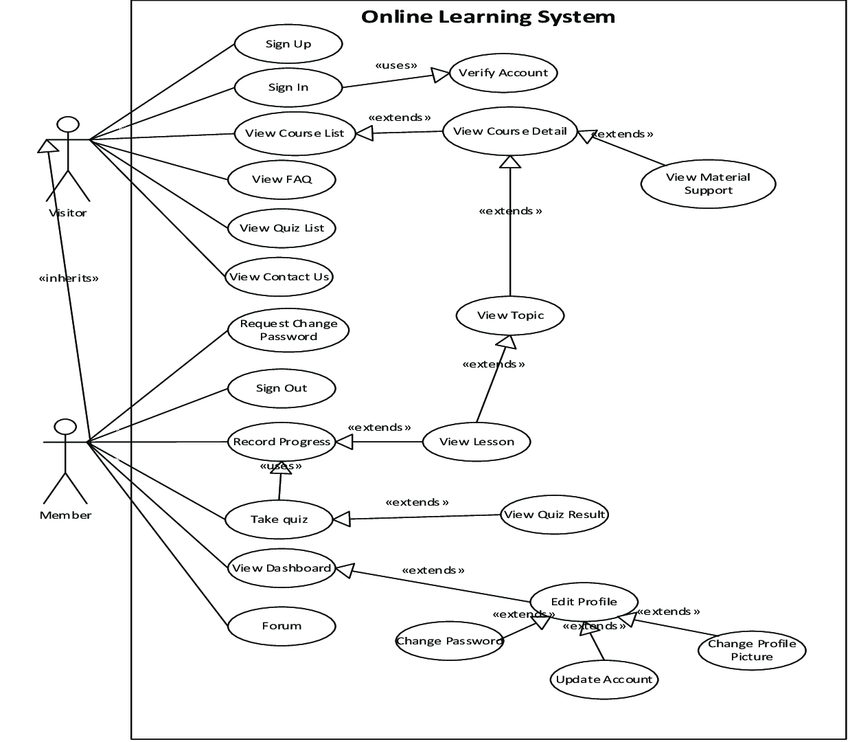 Online Learning System
Sign Up
«uses»
Verify Account
Sign In
«extends»
View Course List
View Course Detail
«extends»
View Material
Support
View FAQ
Visitor
«extends»
View Quiz List
View Contact Us
«inherits»
View Topic
Request Change
Password
«extends»
Sign Out
«extends»
Record Progress
View Lesson
«uses»
«extends»
Member
Take quiz
View Quiz Result
View Dashboard
«extends»
Edit Profile
«extends»
«extends»
«extends»
Forum
Change Password
Change Profile
Picture
Update Account